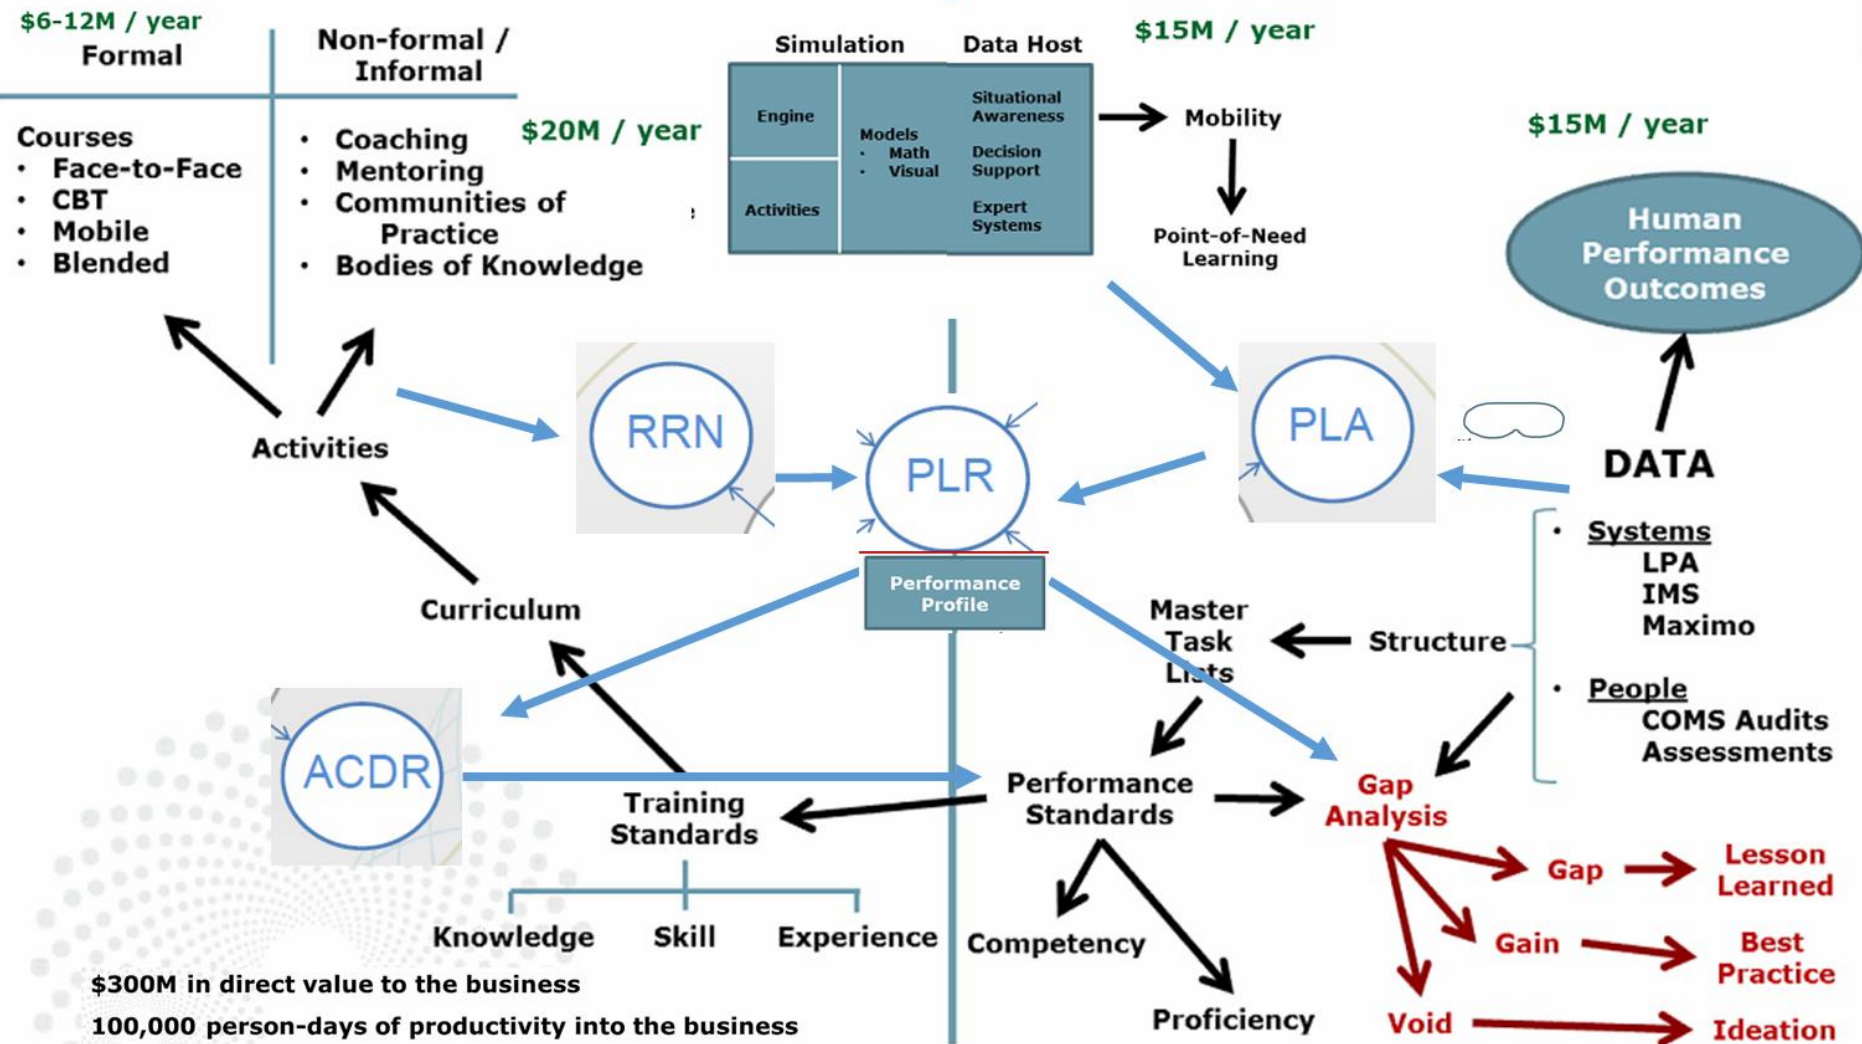 $6-12M / year
Formal
Non-formal /
Informal
Courses
• Face-to-Face
• CBT
• Mobile
• Blended
• Coaching
• Mentoring
• Communities of
Practice
• Bodies of Knowledge
$20M / year
Simulation
Data Host
Engine
Activities
Models
• Math
• Visual
Situational
Awareness
Decision
Support
Expert
Systems
$15M / year
Mobility
Point-of-Need
Learning
$15M / year
Human
Performance
Outcomes
Activities
RRN
PLR
PLA
DATA
Performance
Profile
Curriculum
Master
Task
Lists
Structure
• Systems
LPA
IMS
Maximo
• People
COMS Audits
Assessments
ACDR
Training
Standards
Performance
Standards
Gap
Analysis
Knowledge
Skill
Experience
Competency
Proficiency
Gap
Lesson
Learned
Gain
Best
Practice
Void
Ideation
$300M in direct value to the business
100,000 person-days of productivity into the business